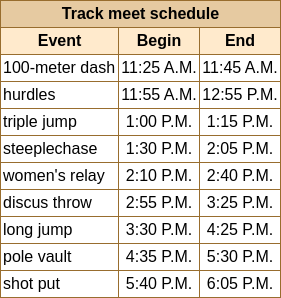 Track meet schedule
Event Begin End
100-meter dash 11:25 A.M. 11:45 A.M.
hurdles 11:55 A.M. 12:55 P.M.
triple jump 1:00 P.M. 1:15 P.M.
steeplechase 1:30 P.M. 2:05 P.M.
women's relay 2:10 P.M. 2:40 P.M.
discus throw 2:55 P.M. 3:25 P.M.
long jump 3:30 P.M. 4:25 P.M.
pole vault 4:35 P.M. 5:30 P.M.
shot put 5:40 P.M. 6:05 P.M.